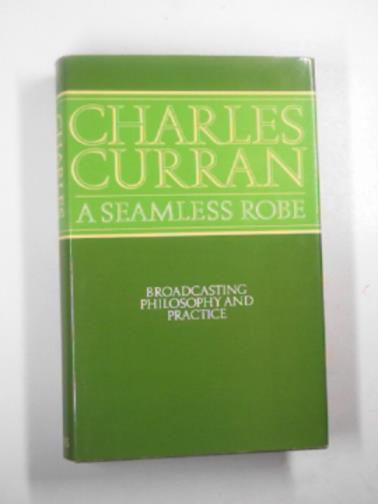 CHARLES
CURRAN
A SEAMLESS ROBE
BROADCASTING
PHILOSOPHY AND
PRACTICE
CHARLES